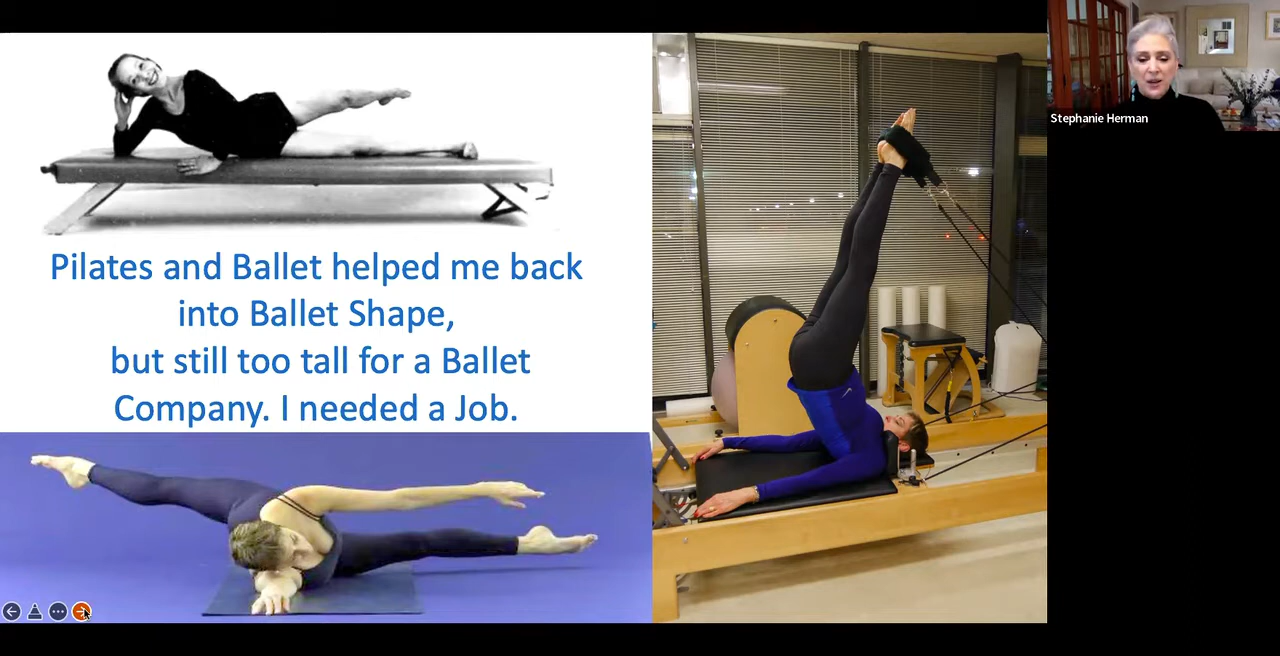 Pilates and Ballet helped me back
into Ballet Shape,
but still too tall for a Ballet
Company. I needed a Job.
Stephanie Herman